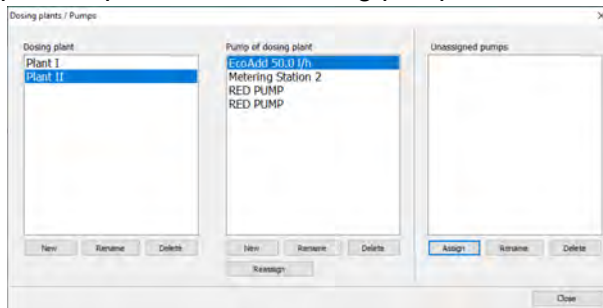 Dosing plants / Pumps
Dosing plant
Plant I
Plant II
New Rename Delete
Pump of dosing plant
EcoAdd 50.0 l/h
Metering Station 2
RED PUMP
RED PUMP
New Rename Delete
Reassign
Unassigned pumps
Assign Rename Delete
Close